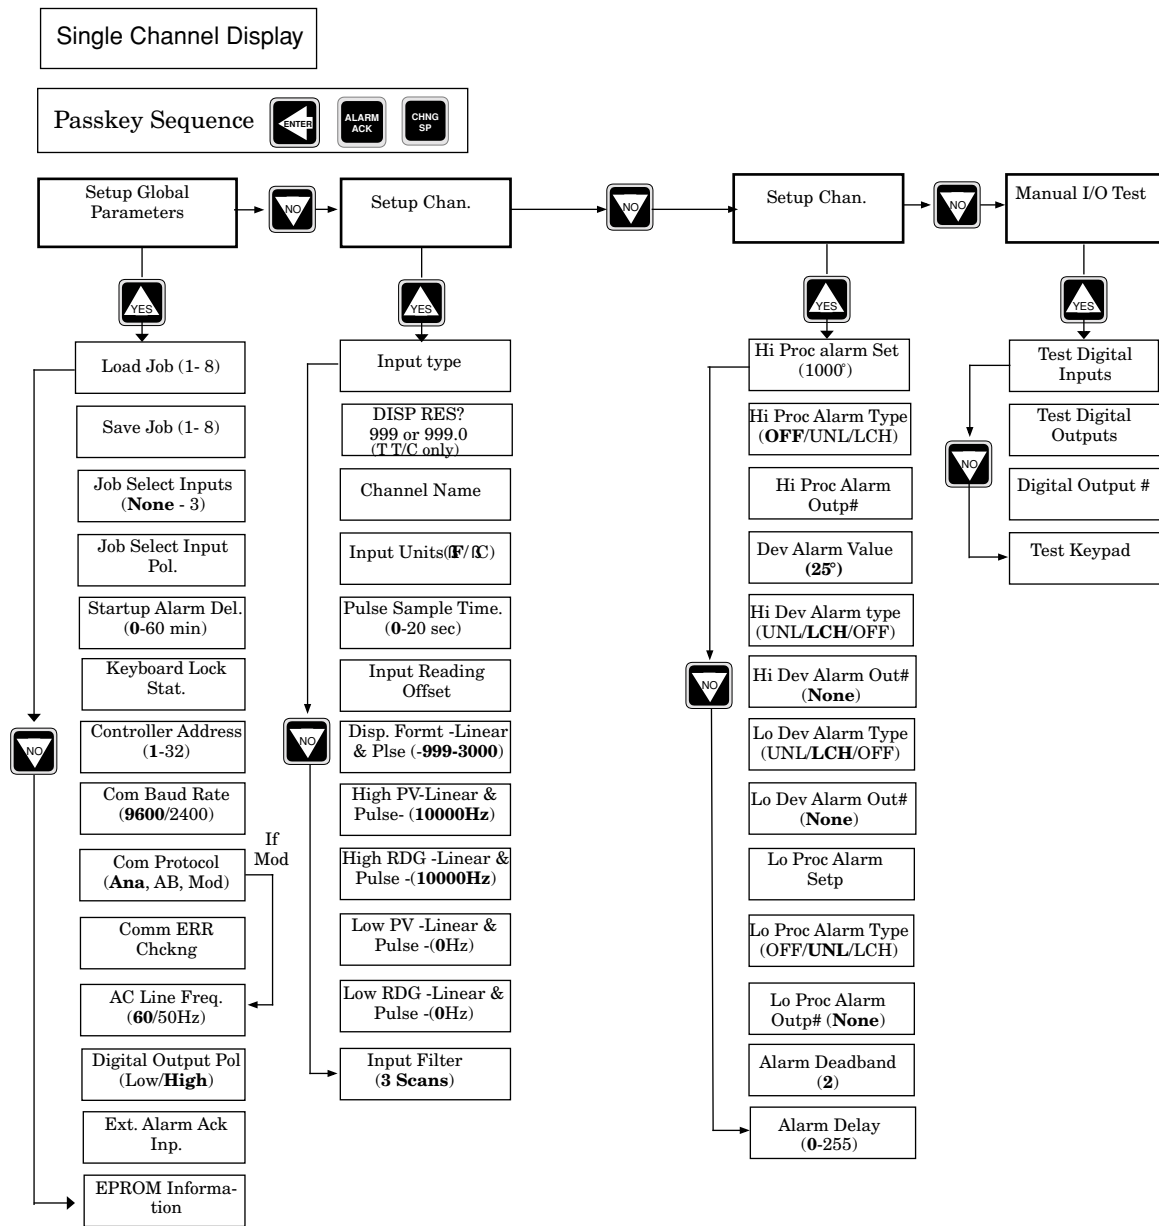 Single Channel Display
Passkey Sequence
ENTER
ALARM
ACK
CHNG
SP
Setup Global
Parameters
NO
Setup Chan.
NO
Setup Chan.
NO
Manual I/O Test
YES
YES
YES
YES
Load Job (1- 8)
Save Job (1- 8)
Job Select Inputs
(None - 3)
Job Select Input
Pol.
Startup Alarm Del.
(0-60 min)
Keyboard Lock
Stat.
NO
Controller Address
(1-32)
Com Baud Rate
(9600/2400)
If
Mod
Com Protocol
(Ana, AB, Mod)
Comm ERR
Chckng
AC Line Freq.
(60/50Hz)
Digital Output Pol
(Low/High)
Ext. Alarm Ack
Inp.
EPROM Informa-
tion
Input type
DISP RES?
999 or 999.0
(T T/C only)
Channel Name
Input Units(ßF/ßC)
Pulse Sample Time.
(0-20 sec)
Input Reading
Offset
NO
Disp. Formt -Linear
& Plse (-999-3000)
High PV-Linear &
Pulse- (10000Hz)
High RDG -Linear &
Pulse -(10000Hz)
Low PV -Linear &
Pulse -(0Hz)
Low RDG -Linear &
Pulse -(0Hz)
Input Filter
(3 Scans)
Hi Proc alarm Set
(1000°)
Hi Proc Alarm Type
(OFF/UNL/LCH)
Hi Proc Alarm
Outp#
Dev Alarm Value
(25°)
Hi Dev Alarm type
(UNL/LCH/OFF)
NO
Hi Dev Alarm Out#
(None)
Lo Dev Alarm Type
(UNL/LCH/OFF)
Lo Dev Alarm Out#
(None)
Lo Proc Alarm
Setp
Lo Proc Alarm Type
(OFF/UNL/LCH)
Lo Proc Alarm
Outp# (None)
Alarm Deadband
(2)
Alarm Delay
(0-255)
Test Digital
Inputs
Test Digital
Outputs
NO
Digital Output #
Test Keypad